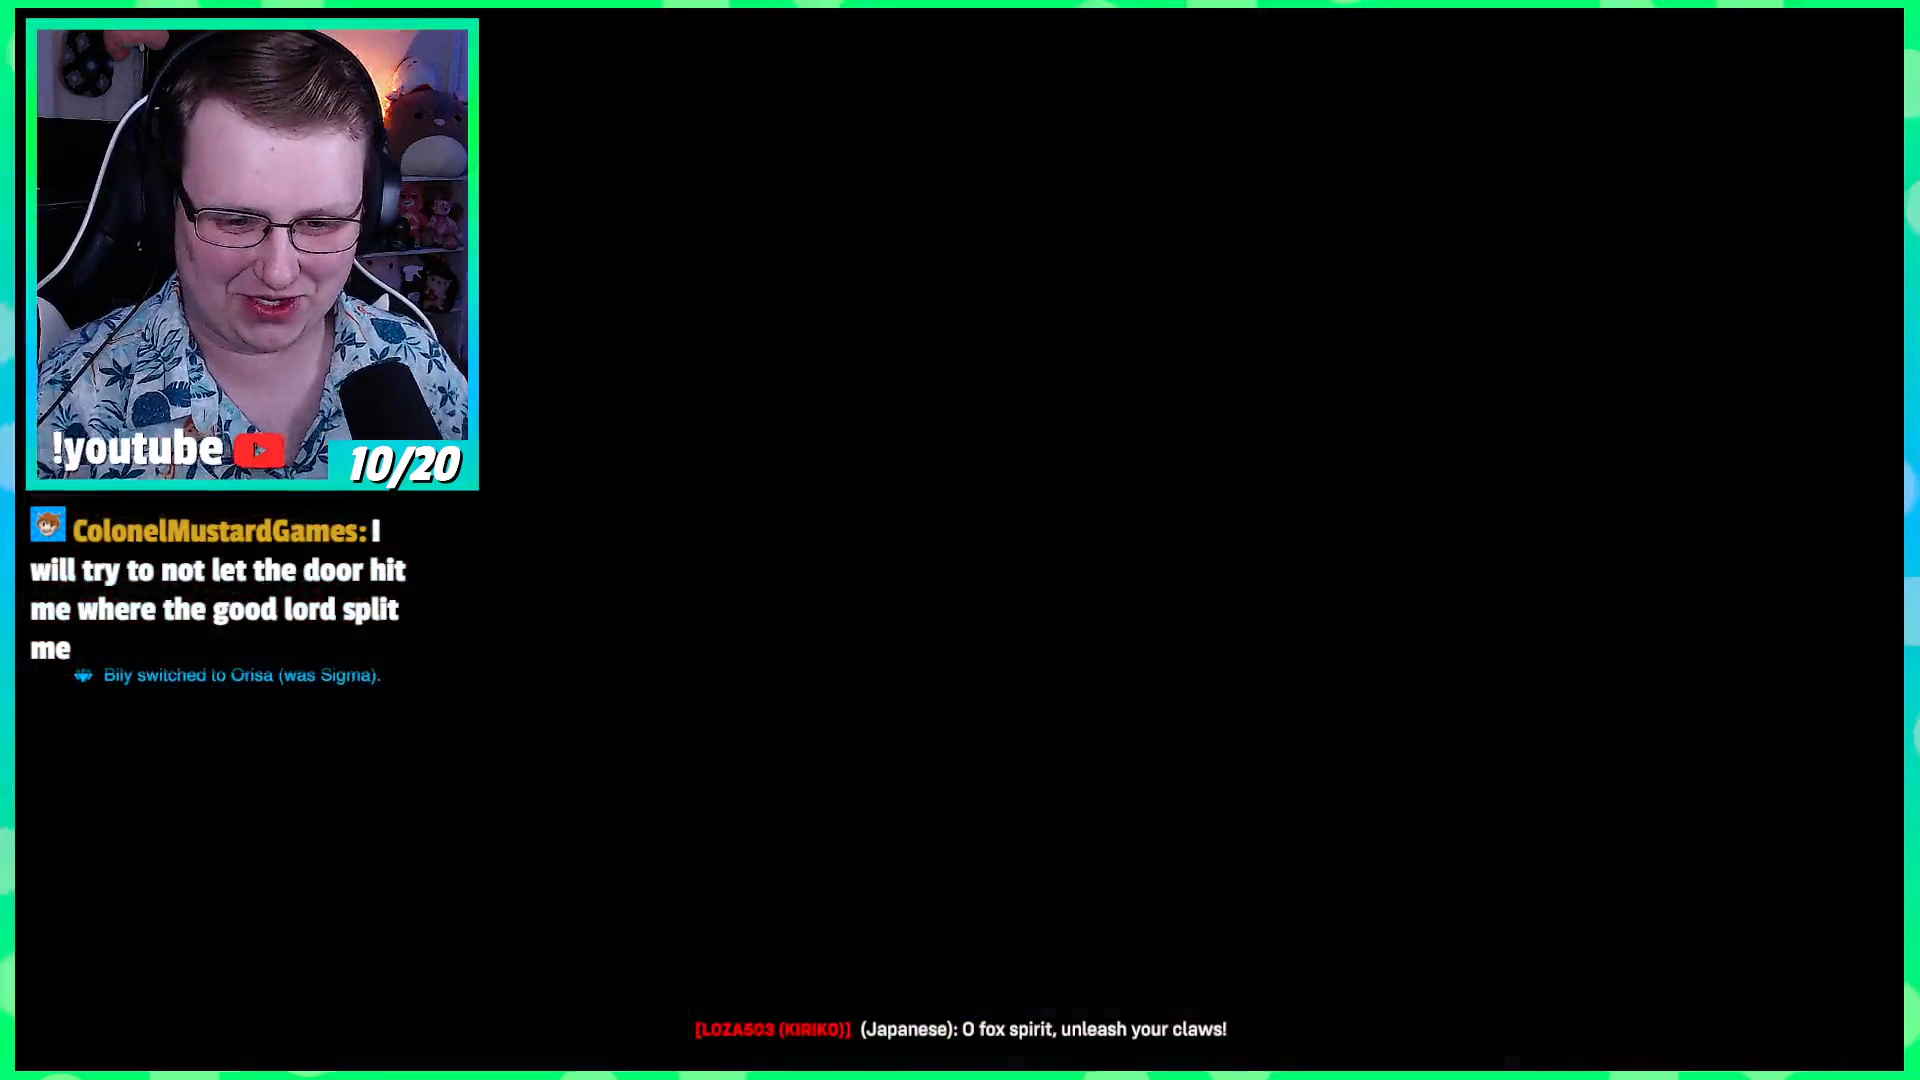 !youtube
10/20
ColonelMustardGames: I
will try to not let the door hit
me where the good lord split
me
Bily switched to Orisa (was Sigma).
[LOZA503 (KIRIKO)] (Japanese): O fox spirit, unleash your claws!